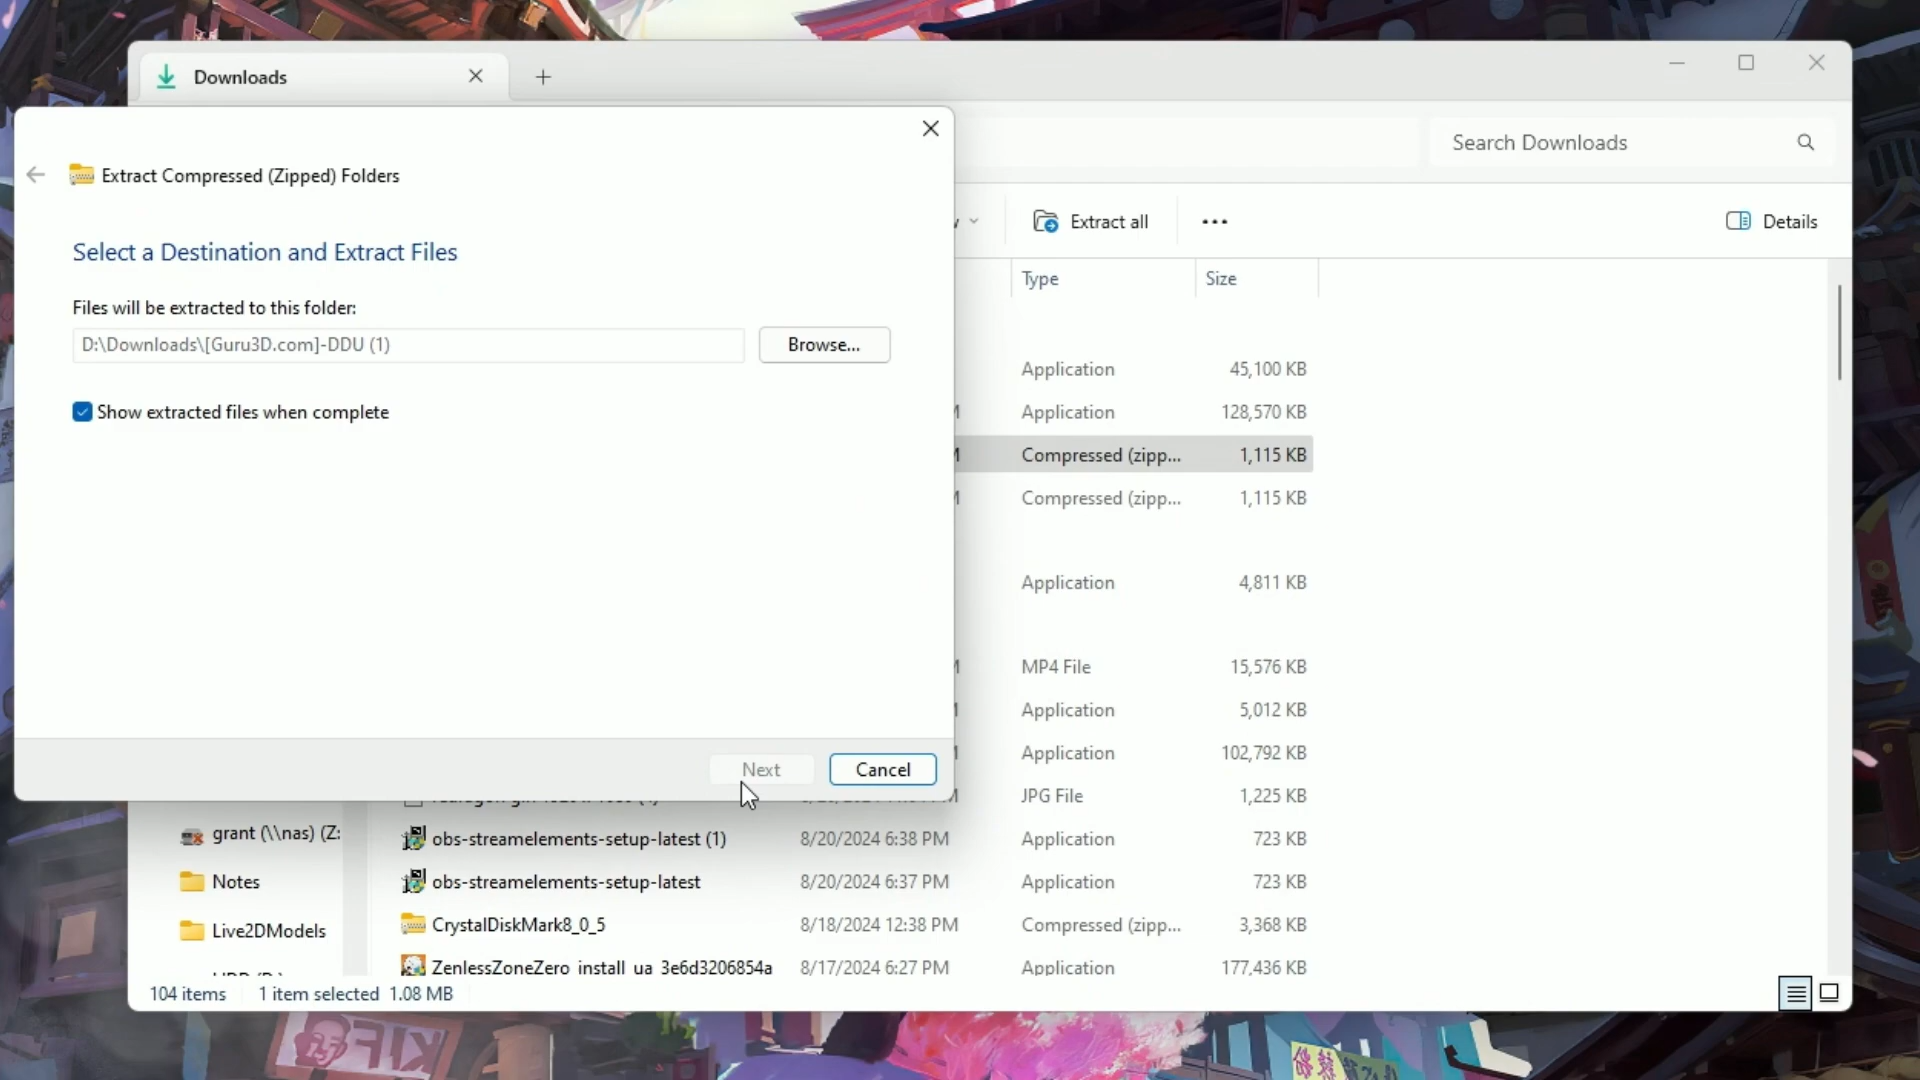 Downloads
Search Downloads
Extract all
Details
Extract Compressed (Zipped) Folders
Select a Destination and Extract Files
Files will be extracted to this folder:
D:\Downloads\[Guru3D.com]-DDU (1)
Browse...
Show extracted files when complete
Next
Cancel
Type Size
Application 45,100 KB
Application 128,570 KB
Compressed (zipp... 1,115 KB
Compressed (zipp... 1,115 KB
Application 4,811 KB
MP4 File 15,576 KB
Application 5,012 KB
Application 102,792 KB
JPG File 1,225 KB
grant (\\nas) (Z:
obs-streamelements-setup-latest (1) 8/20/2024 6:38 PM Application 723 KB
Notes
obs-streamelements-setup-latest 8/20/2024 6:37 PM Application 723 KB
Live2DModels
CrystalDiskMark8_0_5 8/18/2024 12:38 PM Compressed (zipp... 3,368 KB
ZenlessZoneZero_install_ua_3e6d3206854a 8/17/2024 6:27 PM Application 177,436 KB
104 items 1 item selected 1.08 MB